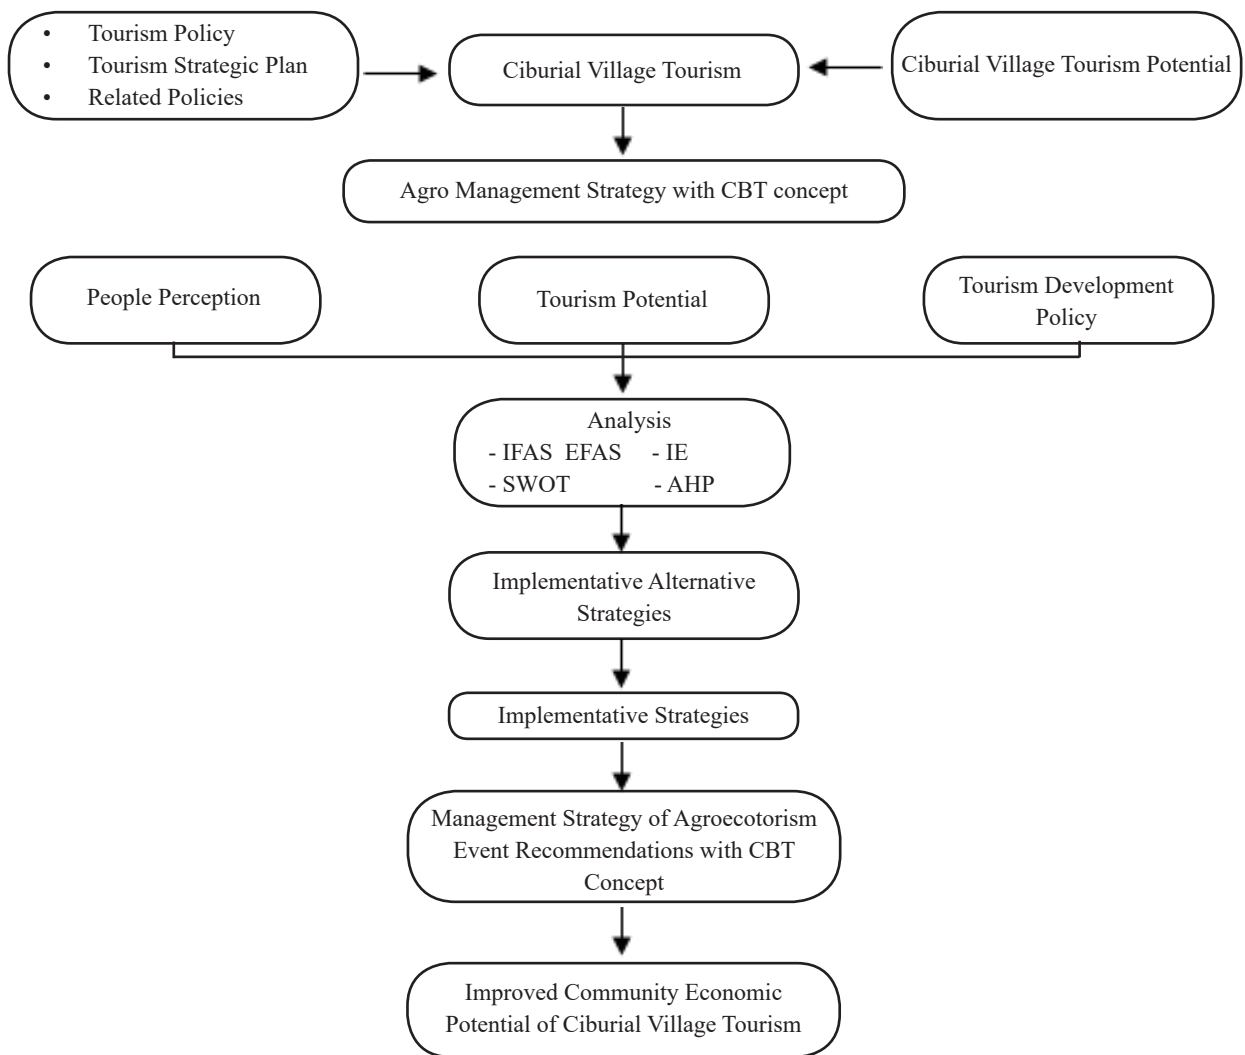 • Tourism Policy
• Tourism Strategic Plan
• Related Policies
Ciburial Village Tourism
Ciburial Village Tourism Potential
Agro Management Strategy with CBT concept
People Perception
Tourism Potential
Tourism Development
Policy
Analysis
- IFAS EFAS - IE
- SWOT - AHP
Implementative Alternative
Strategies
Implementative Strategies
Management Strategy of Agroecotorism
Event Recommendations with CBT
Concept
Improved Community Economic
Potential of Ciburial Village Tourism